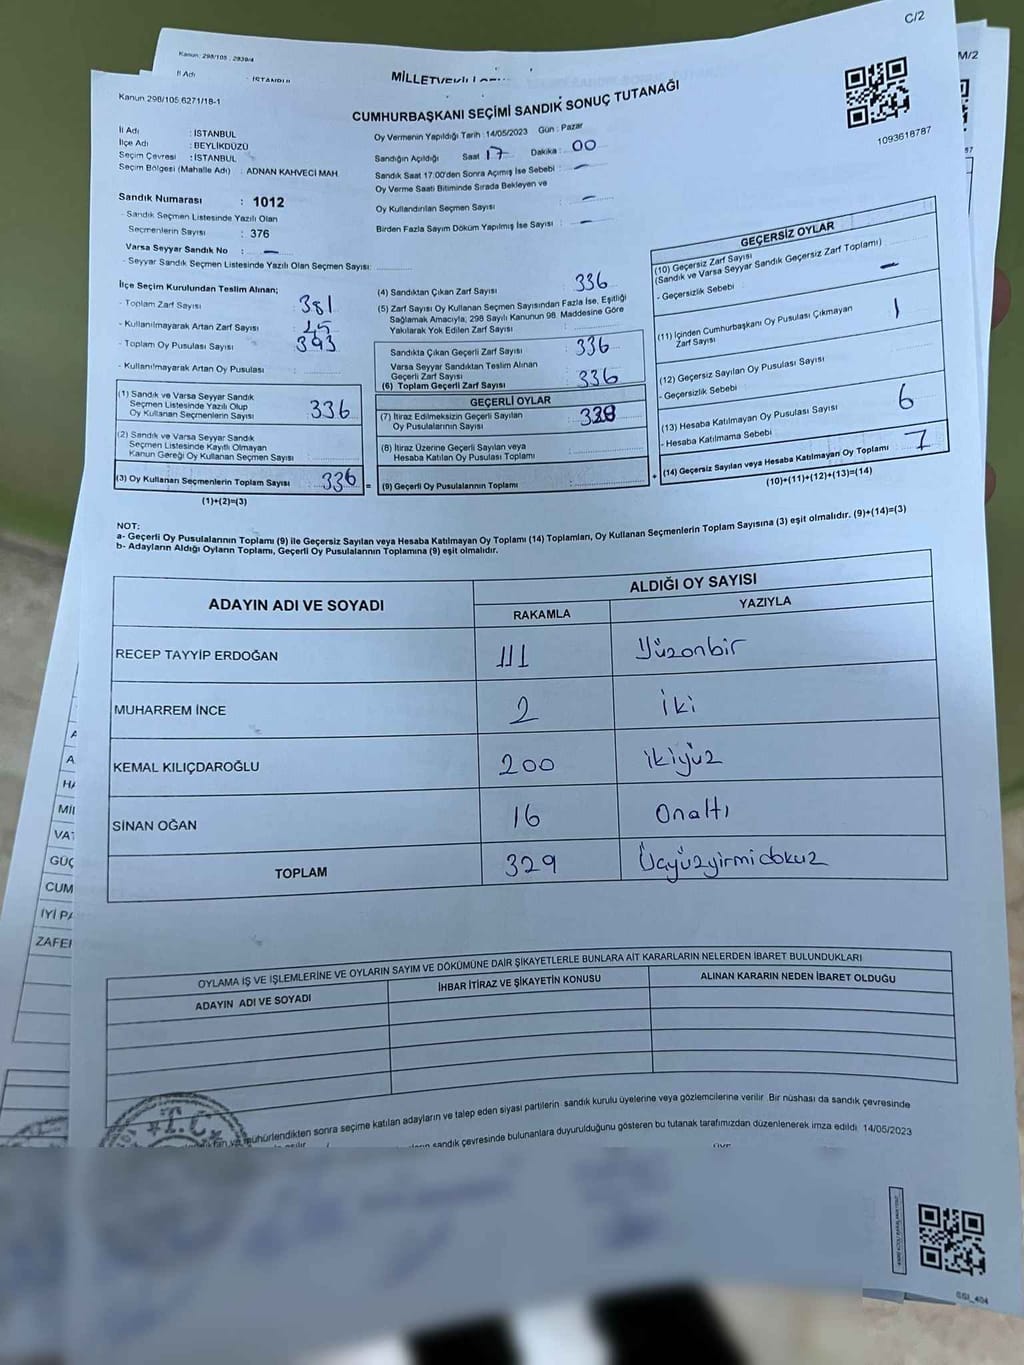 C/2
Kanun: 298/105 : 2839/4
M/2
İl Adı : İSTANBUL
MİLLETVEKİLİ
Kanun 298/105 6271/18-1
CUMHURBAŞKANI SEÇİMİ SANDIK SONUÇ TUTANAĞI
1093618787
İl Adı : İSTANBUL
İlçe Adı : BEYLİKDÜZÜ
Seçim Çevresi : İSTANBUL
Seçim Bölgesi (Mahalle Adı) : ADNAN KAHVECİ MAH
Oy Vermenin Yapıldığı Tarih : 14/05/2023 Gün : Pazar
Sandığın Açıldığı Saat 17 Dakika : 00
Sandık Saat 17:00'den Sonra Açımış İse Sebebi : —
Oy Verme Saati Bitiminde Sırada Bekleyen ve
Oy Kullandırılan Seçmen Sayısı : —
Birden Fazla Sayım Döküm Yapılmış İse Sayısı : —
Sandık Numarası : 1012
- Sandık Seçmen Listesinde Yazılı Olan
Seçmenlerin Sayısı : 376
Varsa Seyyar Sandık No : —
- Seyyar Sandık Seçmen Listesinde Yazılı Olan Seçmen Sayısı:
İlçe Seçim Kurulundan Teslim Alınan;
- Toplam Zarf Sayısı 381
- Kullanılmayarak Artan Zarf Sayısı : 45
- Toplam Oy Pusulası Sayısı : 393
- Kullanılmayarak Artan Oy Pusulası :
(1) Sandık ve Varsa Seyyar Sandık
Seçmen Listesinde Yazılı Olup
Oy Kullanan Seçmenlerin Sayısı : 336
(2) Sandık ve Varsa Seyyar Sandık
Seçmen Listesinde Kayıtlı Olmayan
Kanun Gereği Oy Kullanan Seçmen Sayısı :
(3) Oy Kullanan Seçmenlerin Toplam Sayısı : 336 =
(1)+(2)=(3)
(4) Sandıktan Çıkan Zarf Sayısı : 336
(5) Zarf Sayısı Oy Kullanan Seçmen Sayısından Fazla İse, Eşitliği
Sağlamak Amacıyla, 298 Sayılı Kanunun 98. Maddesine Göre
Yakılarak Yok Edilen Zarf Sayısı :
Sandıkta Çıkan Geçerli Zarf Sayısı : 336
Varsa Seyyar Sandıktan Teslim Alınan
Geçerli Zarf Sayısı :
(6) Toplam Geçerli Zarf Sayısı : 336
GEÇERLİ OYLAR
(7) İtiraz Edilmeksizin Geçerli Sayılan
Oy Pusulalarının Sayısı :
(8) İtiraz Üzerine Geçerli Sayılan veya
Hesaba Katılan Oy Pusulası Toplamı :
(9) Geçerli Oy Pusulalarının Toplamı : +
GEÇERSİZ OYLAR
(10) Geçersiz Zarf Sayısı
(Sandık ve Varsa Seyyar Sandık Geçersiz Zarf Toplamı) —
- Geçersizlik Sebebi :
(11) İçinden Cumhurbaşkanı Oy Pusulası Çıkmayan
Zarf Sayısı : 1
(12) Geçersiz Sayılan Oy Pusulası Sayısı
- Geçersizlik Sebebi :
(13) Hesaba Katılmayan Oy Pusulası Sayısı : 6
- Hesaba Katılmama Sebebi :
(14) Geçersiz Sayılan veya Hesaba Katılmayan Oy Toplamı : 7
(10)+(11)+(12)+(13)=(14)
NOT:
a- Geçerli Oy Pusulalarının Toplamı (9) ile Geçersiz Sayılan veya Hesaba Katılmayan Oy Toplamı (14) Toplamları, Oy Kullanan Seçmenlerin Toplam Sayısına (3) eşit olmalıdır. (9)+(14)=(3)
b- Adayların Aldığı Oyların Toplamı, Geçerli Oy Pusulalarının Toplamına (9) eşit olmalıdır.
ADAYIN ADI VE SOYADI
ALDIĞI OY SAYISI
RAKAMLA YAZIYLA
RECEP TAYYİP ERDOĞAN 111 Yüzonbir
MUHARREM İNCE 2 İki
KEMAL KILIÇDAROĞLU 200 İkiyüz
SİNAN OĞAN 16 Onaltı
TOPLAM 329 Üçyüzyirmidokuz
A
A
HA
MİL
VAT
GÜÇ
CUM
İYİ PA
ZAFER
OYLAMA İŞ VE İŞLEMLERİNE VE OYLARIN SAYIM VE DÖKÜMÜNE DAİR ŞİKAYETLERLE BUNLARA AİT KARARLARIN NELERDEN İBARET BULUNDUKLARI
ADAYIN ADI VE SOYADI İHBAR İTİRAZ VE ŞİKAYETİN KONUSU ALINAN KARARIN NEDEN İBARET OLDUĞU
T.C.
mühürlendikten sonra seçime katılan adayların ve talep eden siyasi partilerin sandık kurulu üyelerine veya gözlemcilerine verilir. Bir nüshası da sandık çevresinde
sandık çevresinde bulunanlara duyurulduğunu gösteren bu tutanak tarafımızdan düzenlenerek imza edildi 14/05/2023
ÜYE
GSI_404